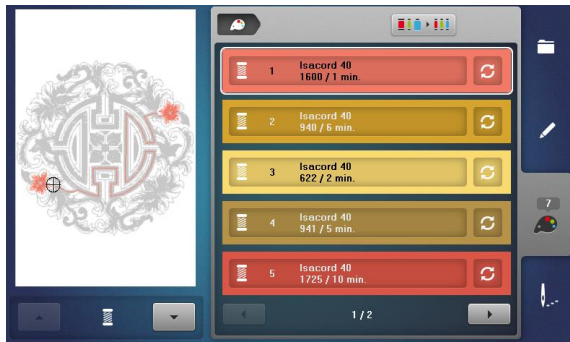 1
Isacord 40
1600 / 1 min.
2
Isacord 40
940 / 6 min.
3
Isacord 40
622 / 2 min.
4
Isacord 40
941 / 5 min.
5
Isacord 40
1725 / 10 min.
1 / 2
7